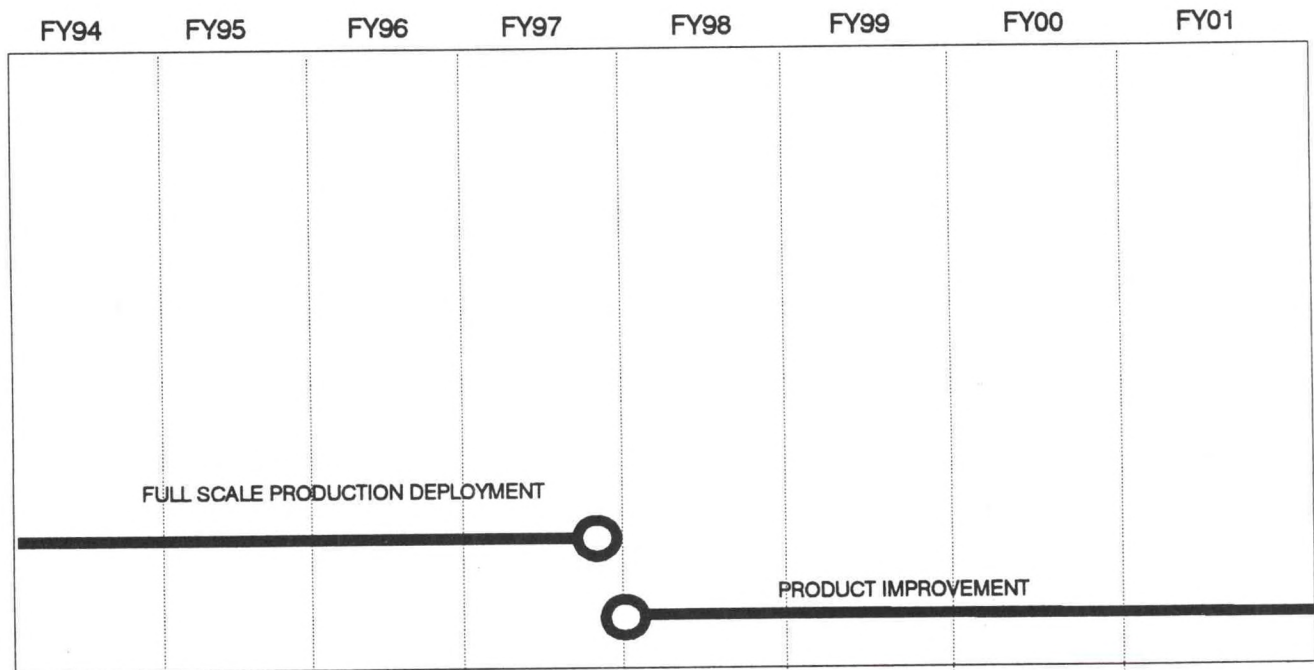 FY94 FY95 FY96 FY97 FY98 FY99 FY00 FY01
FULL SCALE PRODUCTION DEPLOYMENT
PRODUCT IMPROVEMENT